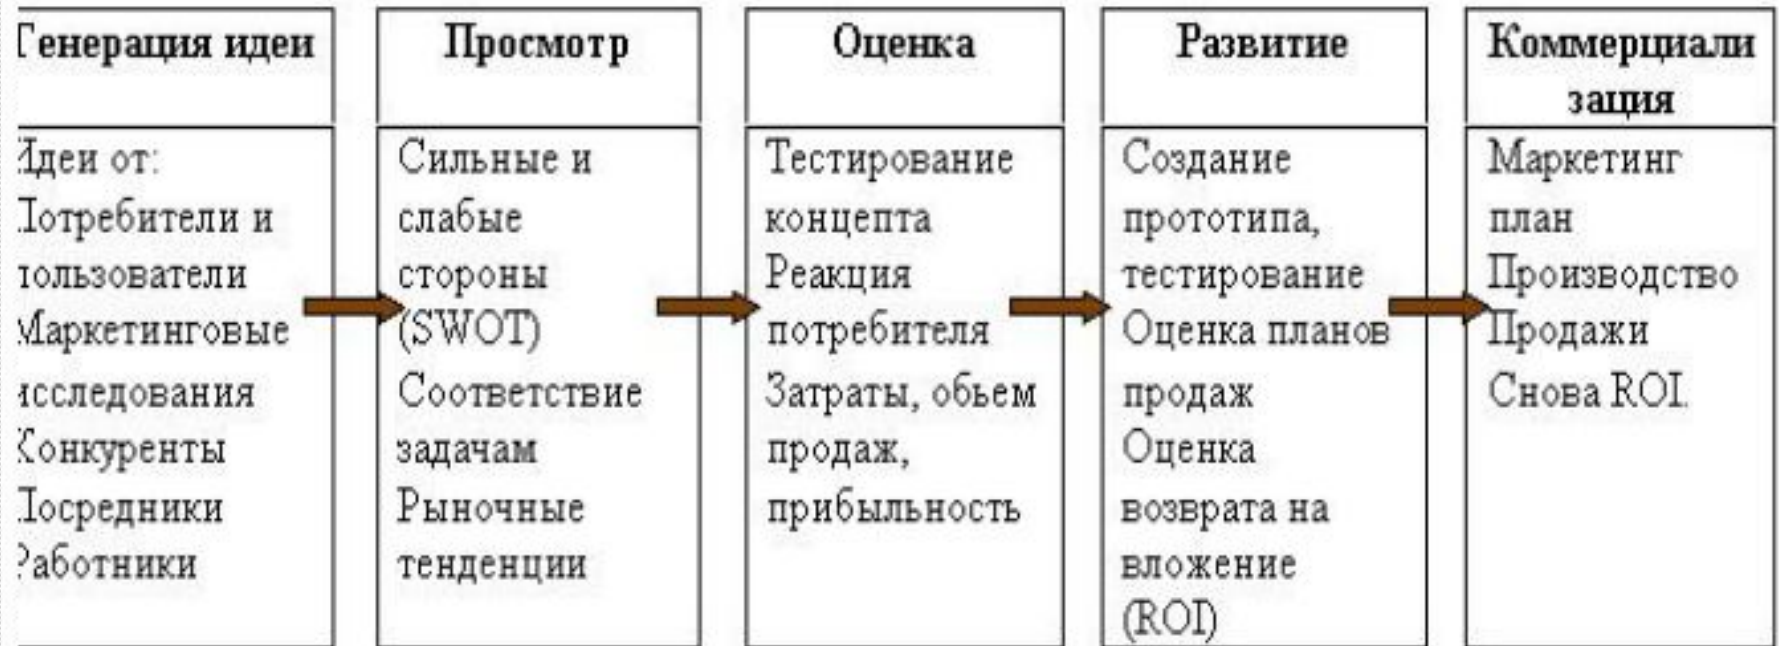 Генерация идеи
Идеи от:
Потребители и
пользователи
Маркетинговые
исследования
Конкуренты
Посредники
Работники
Просмотр
Сильные и
слабые
стороны
(SWOT)
Соответствие
задачам
Рыночные
тенденции
Оценка
Тестирование
концепта
Реакция
потребителя
Затраты, обьем
продаж,
прибыльность
Развитие
Создание
прототипа,
тестирование
Оценка планов
продаж
Оценка
возврата на
вложение
(ROI)
Коммерциали
зация
Маркетинг
план
Производство
Продажи
Снова ROI.